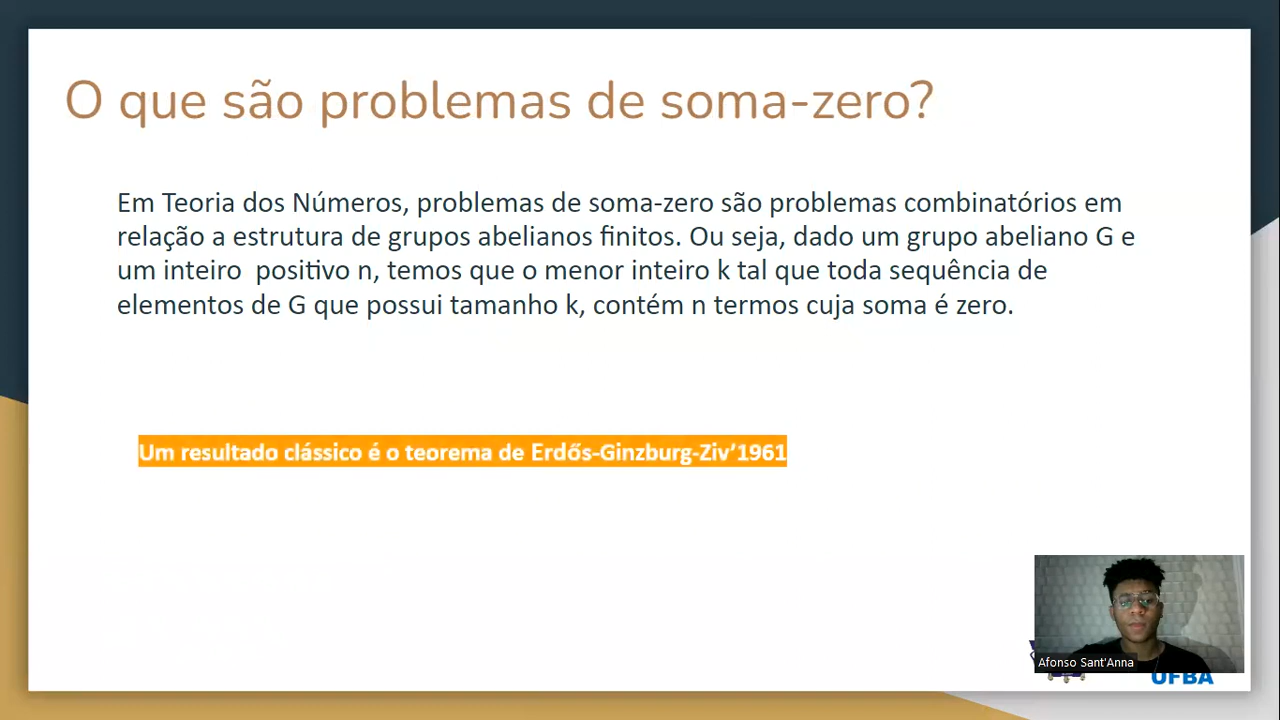 O que são problemas de soma-zero?
Em Teoria dos Números, problemas de soma-zero são problemas combinatórios em
relação a estrutura de grupos abelianos finitos. Ou seja, dado um grupo abeliano G e
um inteiro  positivo n, temos que o menor inteiro k tal que toda sequência de
elementos de G que possui tamanho k, contém n termos cuja soma é zero.
Um resultado clássico é o teorema de Erdős-Ginzburg-Ziv’1961
Afonso Sant'Anna
UFBA